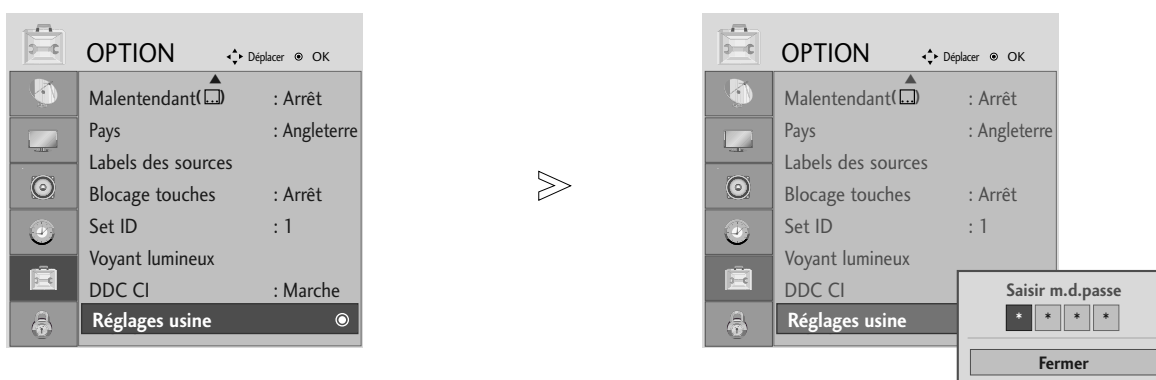 OPTION Déplacer OK
Malentendant( ) : Arrêt
Pays : Angleterre
Labels des sources
Blocage touches : Arrêt
Set ID : 1
Voyant lumineux
DDC CI : Marche
Réglages usine
OPTION Déplacer OK
Malentendant( ) : Arrêt
Pays : Angleterre
Labels des sources
Blocage touches : Arrêt
Set ID : 1
Voyant lumineux
DDC CI
Réglages usine
Saisir m.d.passe
* * * *
Fermer